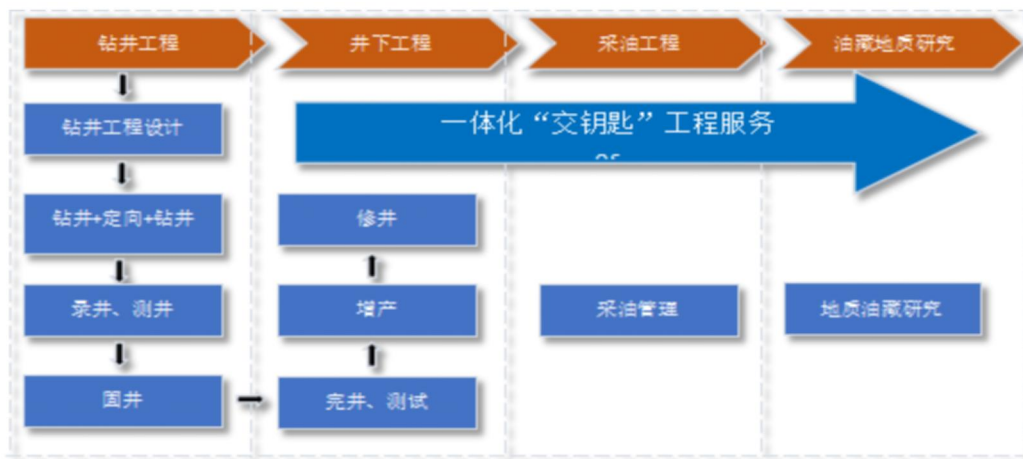 钻井工程
井下工程
采油工程
油藏地质研究
一体化“交钥匙”工程服务
钻井工程设计
钻井+定向+钻井
录井、测井
固井
修井
增产
完井、测试
采油管理
地质油藏研究